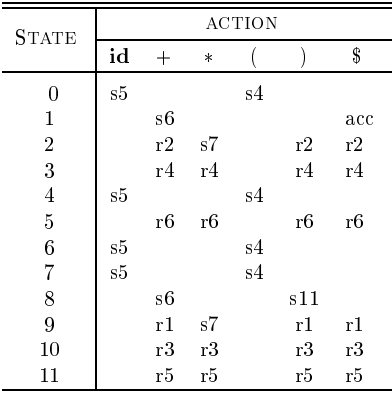 STATE ACTION
id + * ( ) $
0 s5 s4
1 s6 acc
2 r2 s7 r2 r2
3 r4 r4 r4 r4
4 s5 s4
5 r6 r6 r6 r6
6 s5 s4
7 s5 s4
8 s6 s11
9 r1 s7 r1 r1
10 r3 r3 r3 r3
11 r5 r5 r5 r5